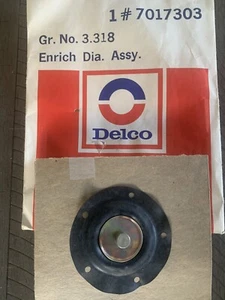 1 # 7017303
Gr. No. 3.318
Enrich Dia. Assy.
Delco